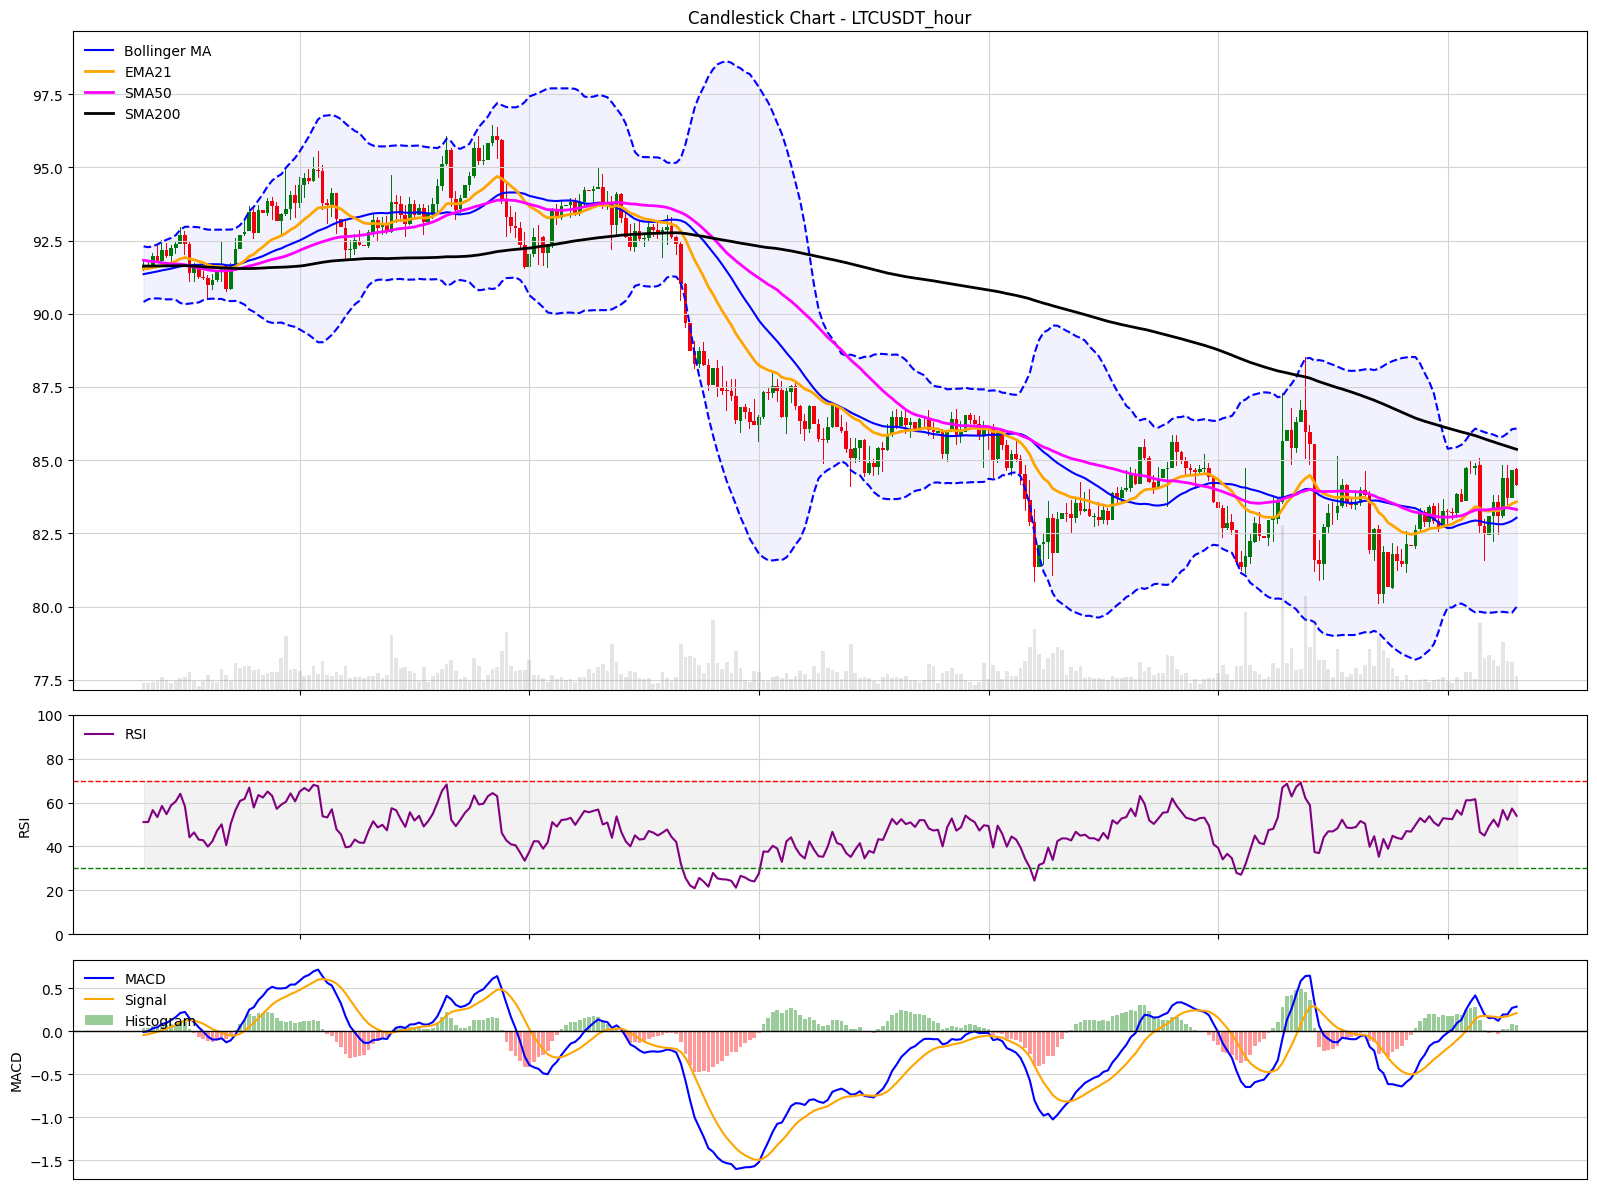 Candlestick Chart - LTCUSDT_hour
Bollinger MA
EMA21
SMA50
SMA200
97.5
95.0
92.5
90.0
87.5
85.0
82.5
80.0
77.5
RSI
100
80
60
40
20
0
RSI
MACD
Signal
Histogram
0.5
0.0
−0.5
−1.0
−1.5
MACD